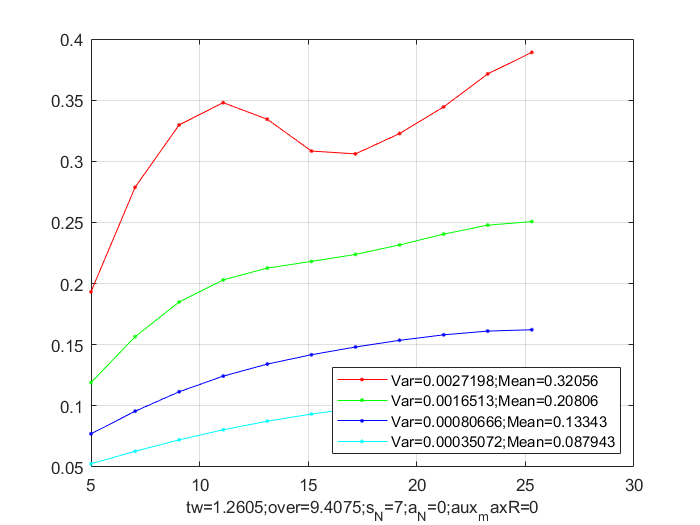 0.4
0.35
0.3
0.25
0.2
0.15
0.1
0.05
Var=0.0027198;Mean=0.32056
Var=0.0016513;Mean=0.20806
Var=0.00080666;Mean=0.13343
Var=0.00035072;Mean=0.087943
5 10 15 20 25 30
tw=1.2605;over=9.4075;s_N=7;a_N=0;aux_maxR=0